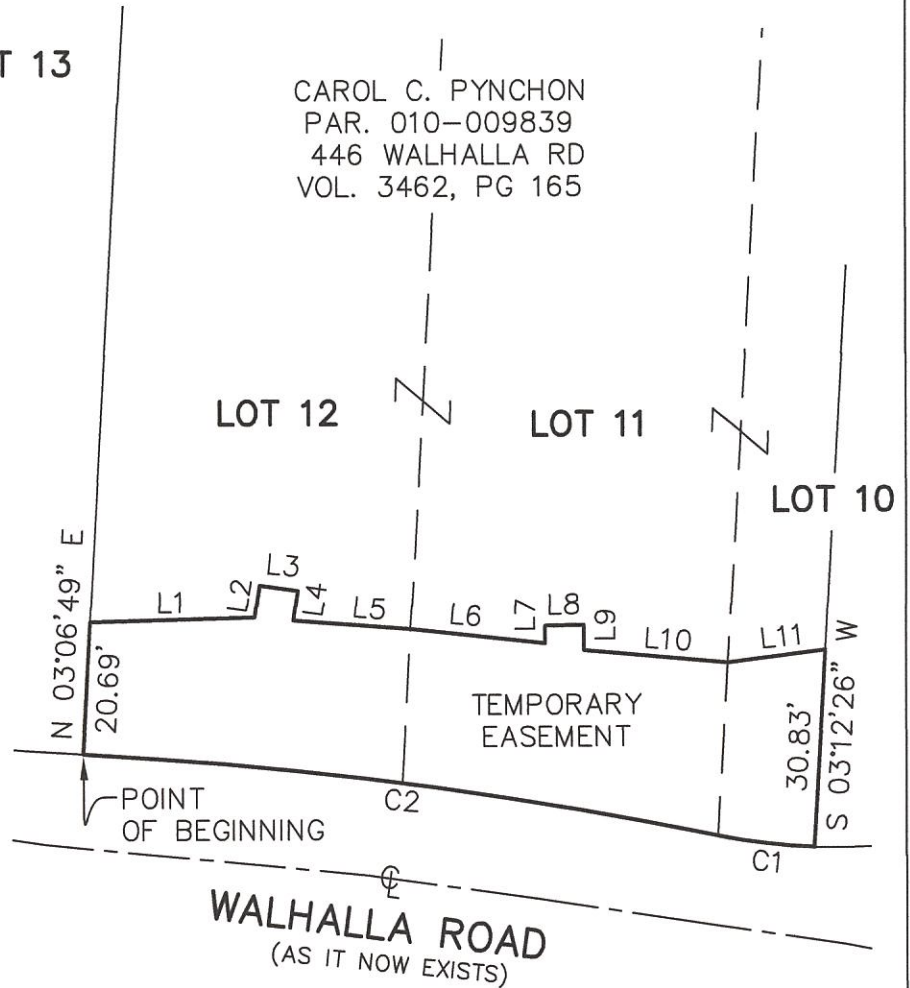 T 13
CAROL C. PYNCHON
PAR. 010-009839
446 WALHALLA RD
VOL. 3462, PG 165
LOT 12
LOT 11
LOT 10
N 03°06'49" E
20.69'
L1
L2
L3
L4
L5
L6
L7
L8
L9
L10
L11
30.83'
S 03°12'26" W
TEMPORARY
EASEMENT
POINT
OF BEGINNING
C2
C1
℄
WALHALLA ROAD
(AS IT NOW EXISTS)